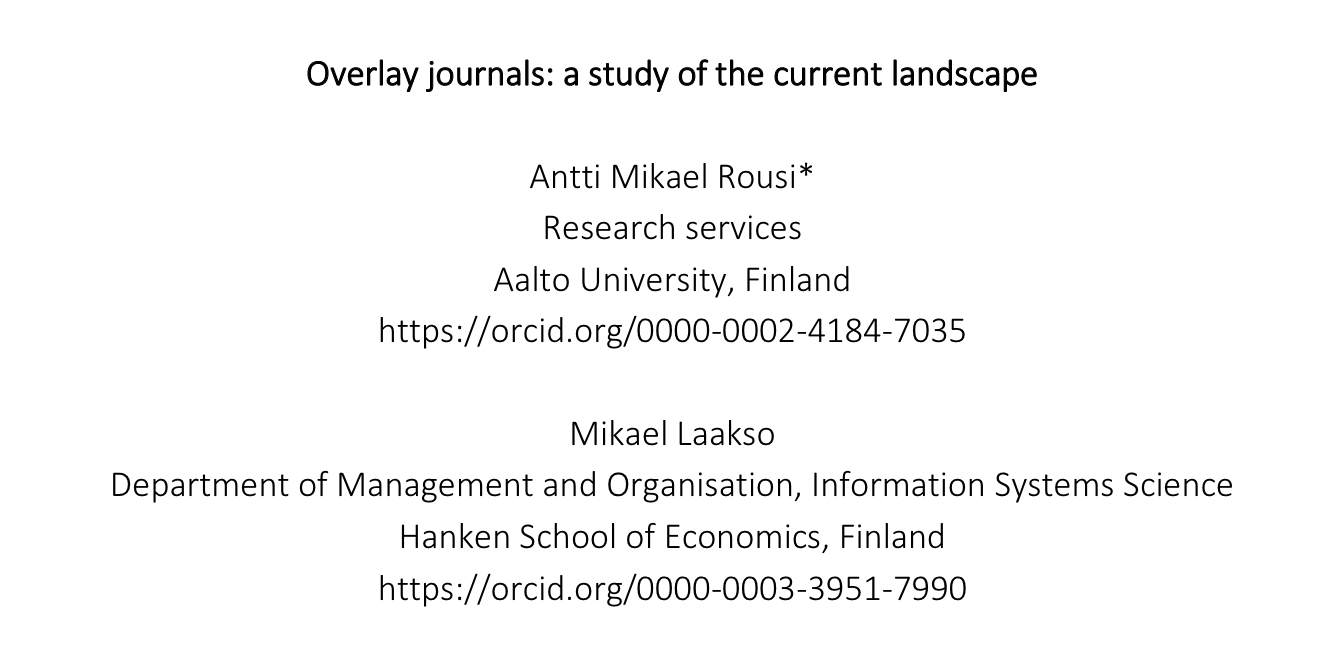 Overlay journals: a study of the current landscape
Antti Mikael Rousi*
Research services
Aalto University, Finland
https://orcid.org/0000-0002-4184-7035
Mikael Laakso
Department of Management and Organisation, Information Systems Science
Hanken School of Economics, Finland
https://orcid.org/0000-0003-3951-7990